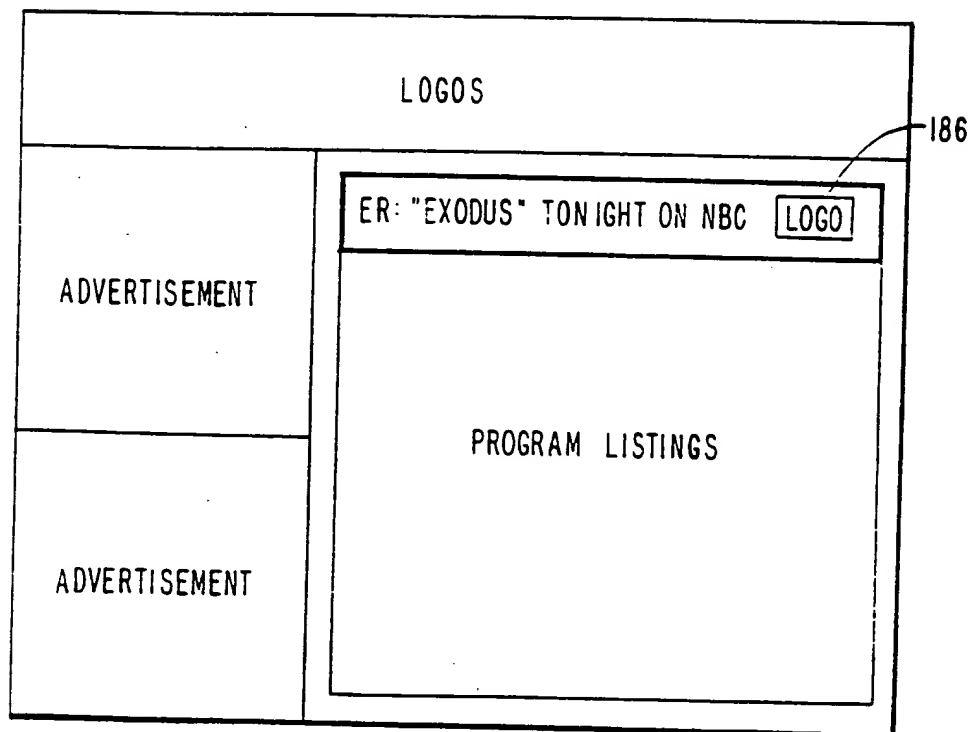 LOGOS
186
ER: "EXODUS" TONIGHT ON NBC LOGO
ADVERTISEMENT
PROGRAM LISTINGS
ADVERTISEMENT